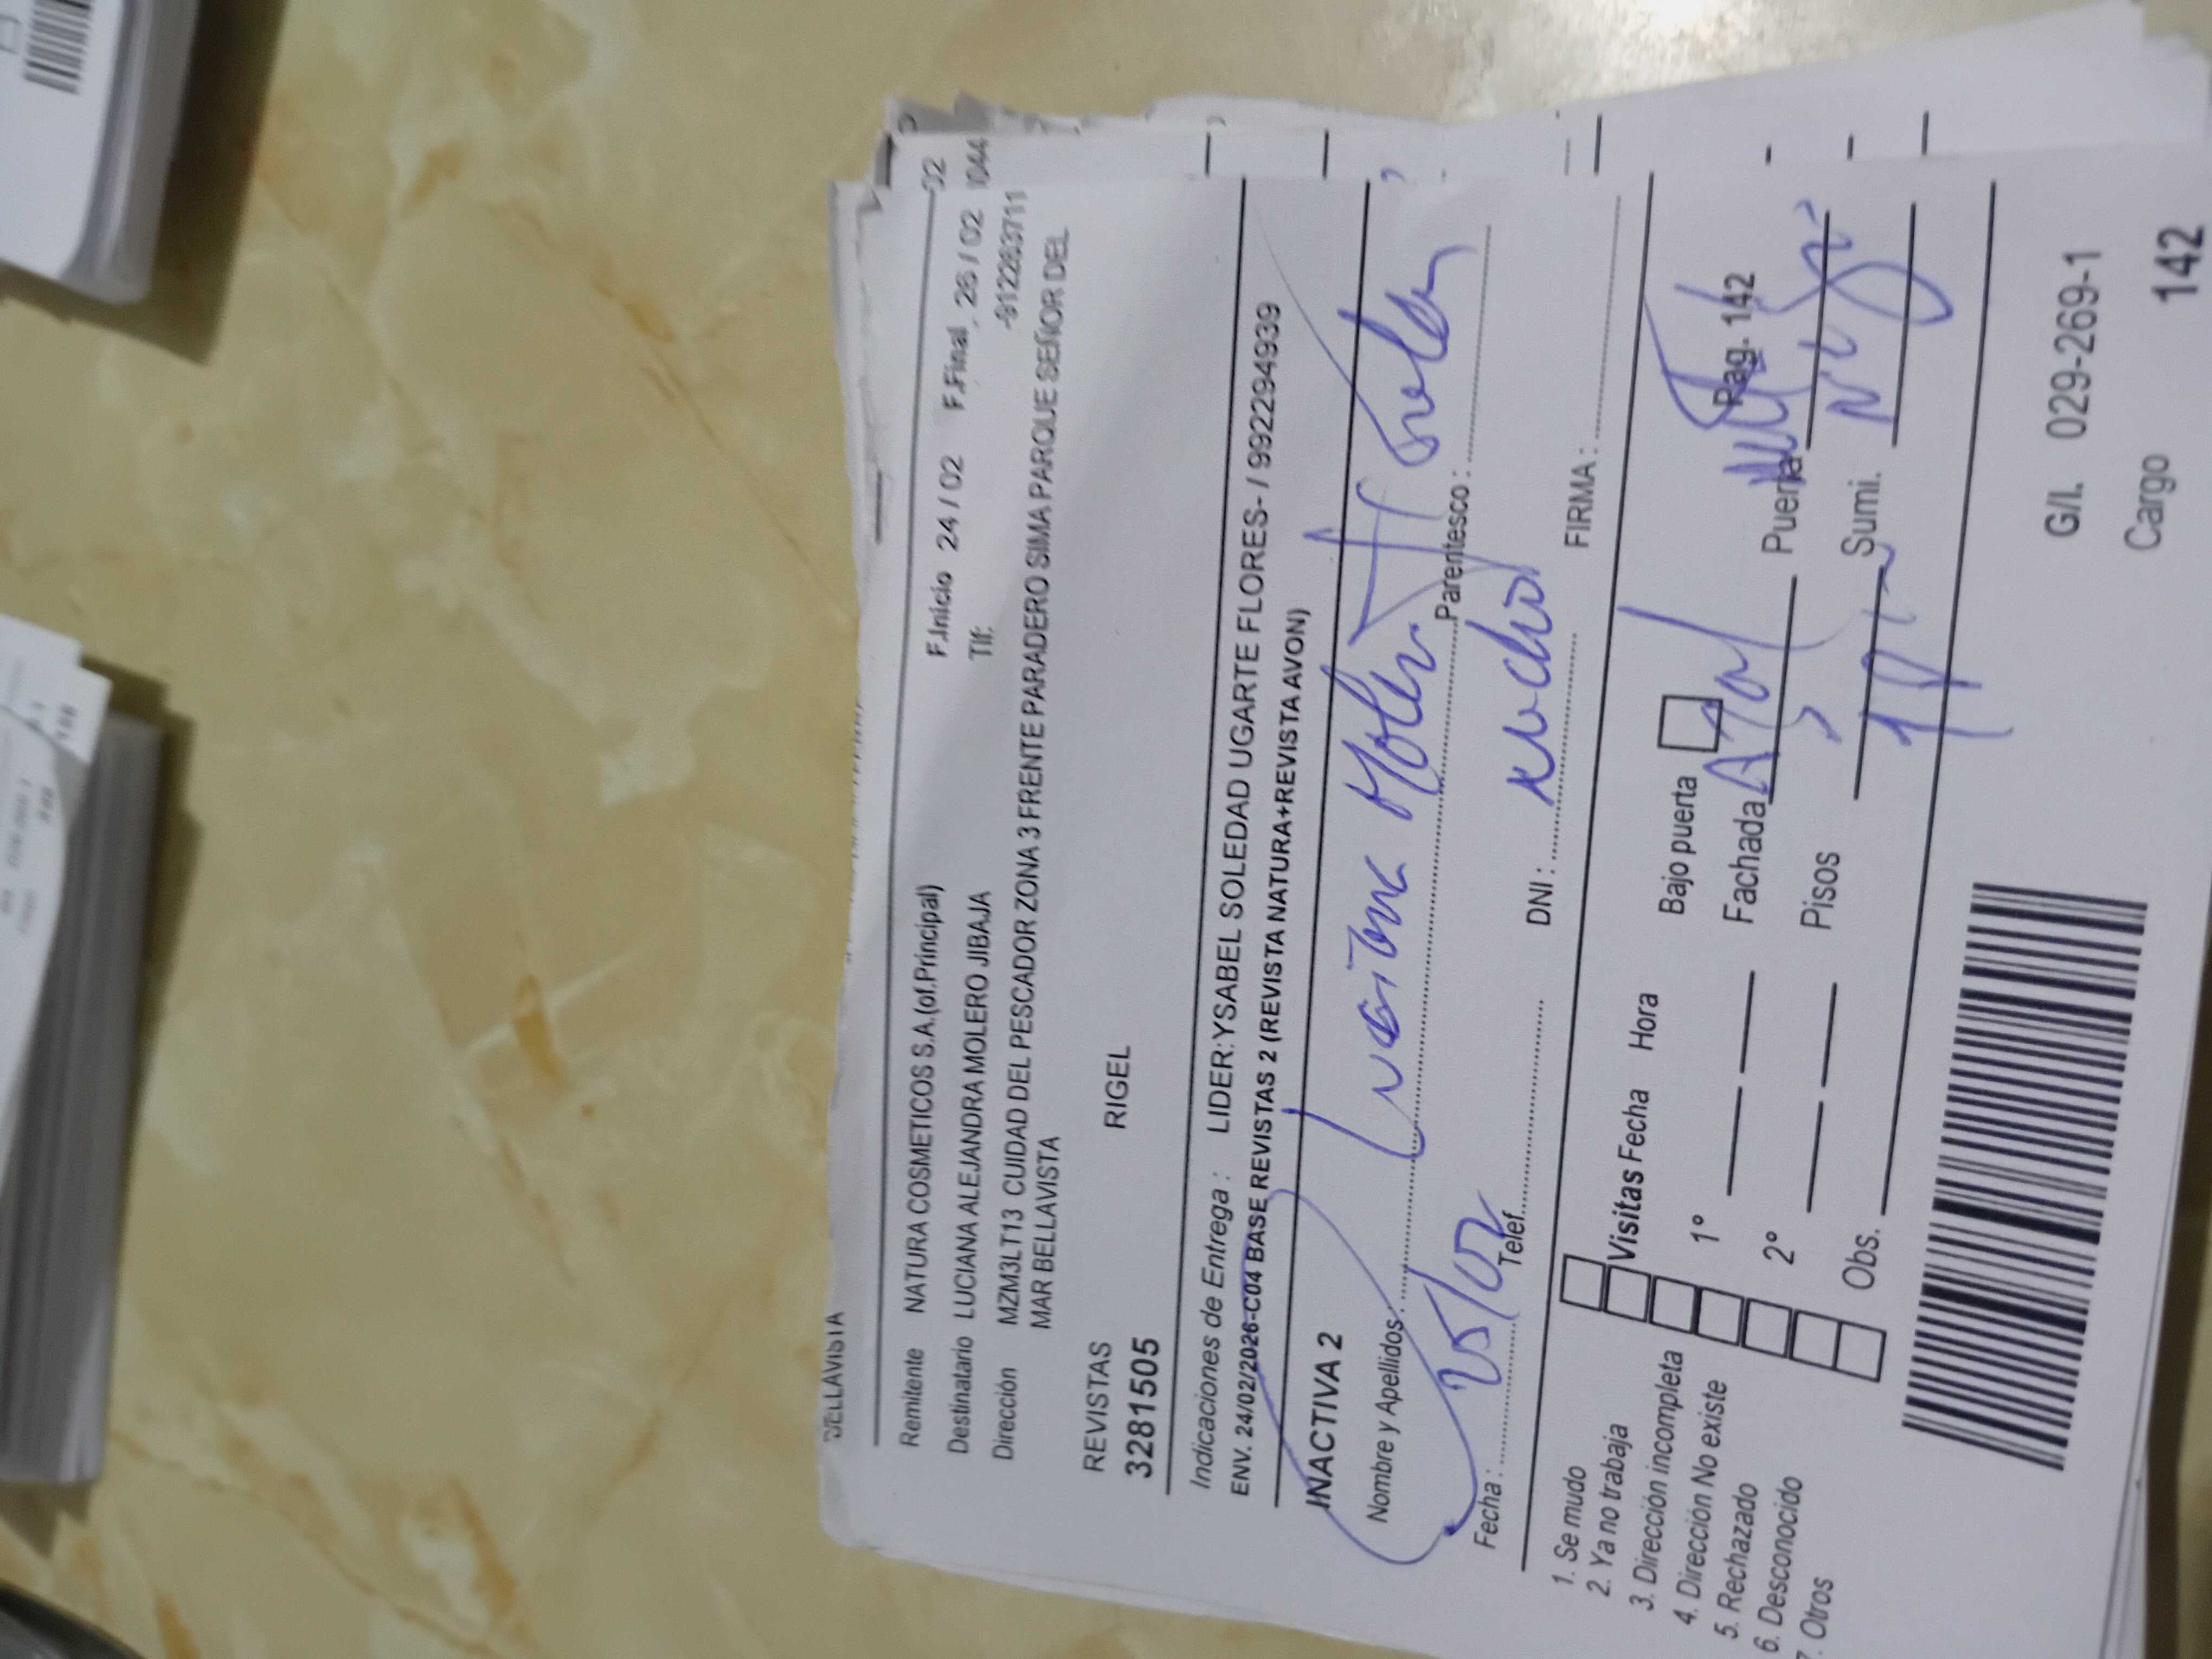 BELLAVISTA
Remitente NATURA COSMETICOS S.A.(of.Principal) F.Inicio 24 / 02 F.Final 26 / 02
Destinatario LUCIANA ALEJANDRA MOLERO JIBAJA Tlf: -912263711
Dirección MZM3LT13 CUIDAD DEL PESCADOR ZONA 3 FRENTE PARADERO SIMA PARQUE SEÑOR DEL
MAR BELLAVISTA
REVISTAS RIGEL
3281505
Indicaciones de Entrega : LIDER:YSABEL SOLEDAD UGARTE FLORES- / 992294939
ENV. 24/02/2026-C04 BASE REVISTAS 2 (REVISTA NATURA+REVISTA AVON)
INACTIVA 2
Nombre y Apellidos: Luciana Parentesco :
Fecha : 25/02 Telef. DNI : FIRMA :
1. Se mudo
2. Ya no trabaja
3. Dirección incompleta
4. Dirección No existe
5. Rechazado
6. Desconocido
7. Otros
Visitas Fecha Hora Bajo puerta Pag. 142
1º Fachada Puerta
2º Pisos Sumi.
Obs.
G/L 029-269-1
Cargo 142